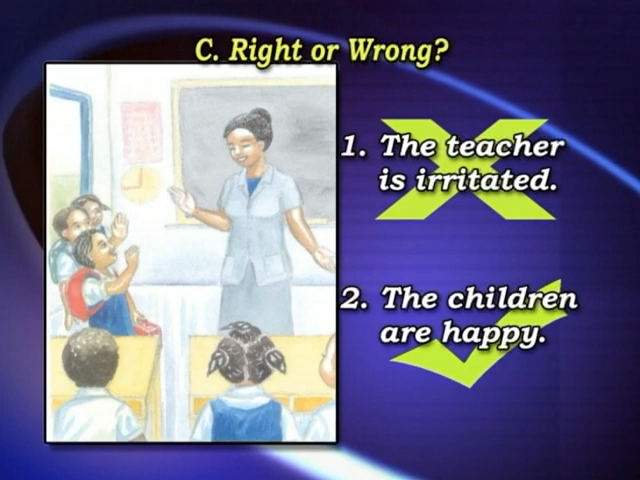 C. Right or Wrong?
1. The teacher
is irritated.
2. The children
are happy.